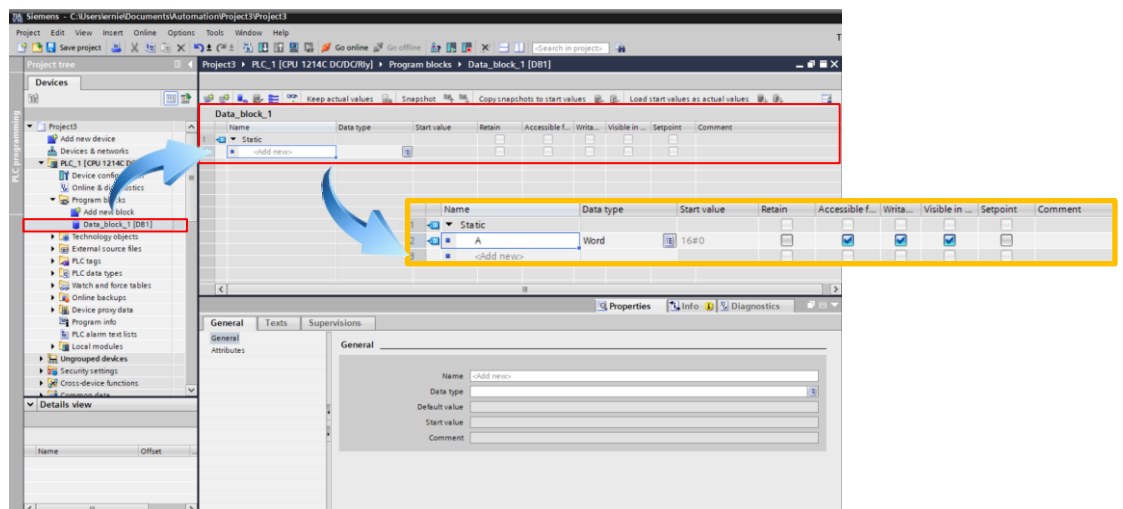 Siemens - C:\Users\ernie\Documents\Automation\Project3\Project3
Project Edit View Insert Online Options Tools Window Help
Save project Go online Go offline <Search in project>
T
Project tree
Project3 PLC_1 [CPU 1214C DC/DC/Rly] Program blocks Data_block_1 [DB1]
Devices
PLC programming
Keep actual values Snapshot Copy snapshots to start values Load start values as actual values
Data_block_1
Name Data type Start value Retain Accessible f... Writa... Visible in ... Setpoint Comment
1 Static
<Add new>
Project3
Add new device
Devices & networks
PLC_1 [CPU 1214C
Device
Online &
Program
Add new block
Data_block_1 [DB1]
Technology objects
External source files
PLC tags
PLC data types
Watch and force tables
Online backups
Device proxy data
Program info
PLC alarm text lists
Local modules
Ungrouped devices
Security settings
Cross-device functions
Common data
Details view
Name Offset
Name Data type Start value Retain Accessible f... Writa... Visible in ... Setpoint Comment
1 Static
2 A Word 16#0
3 <Add new>
Properties Info Diagnostics
General Texts Supervisions
General
Attributes
General
Name <Add new>
Data type
Default value
Start value
Comment